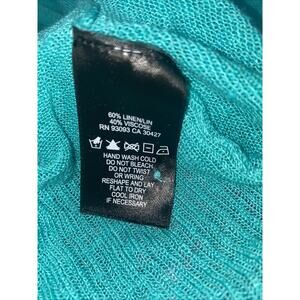 60% LINEN/LIN
40% VISCOSE
RN 93093 CA 30427
HAND WASH COLD
DO NOT BLEACH.
DO NOT TWIST
OR WRING
RESHAPE AND LAY
FLAT TO DRY
COOL IRON
IF NECESSARY